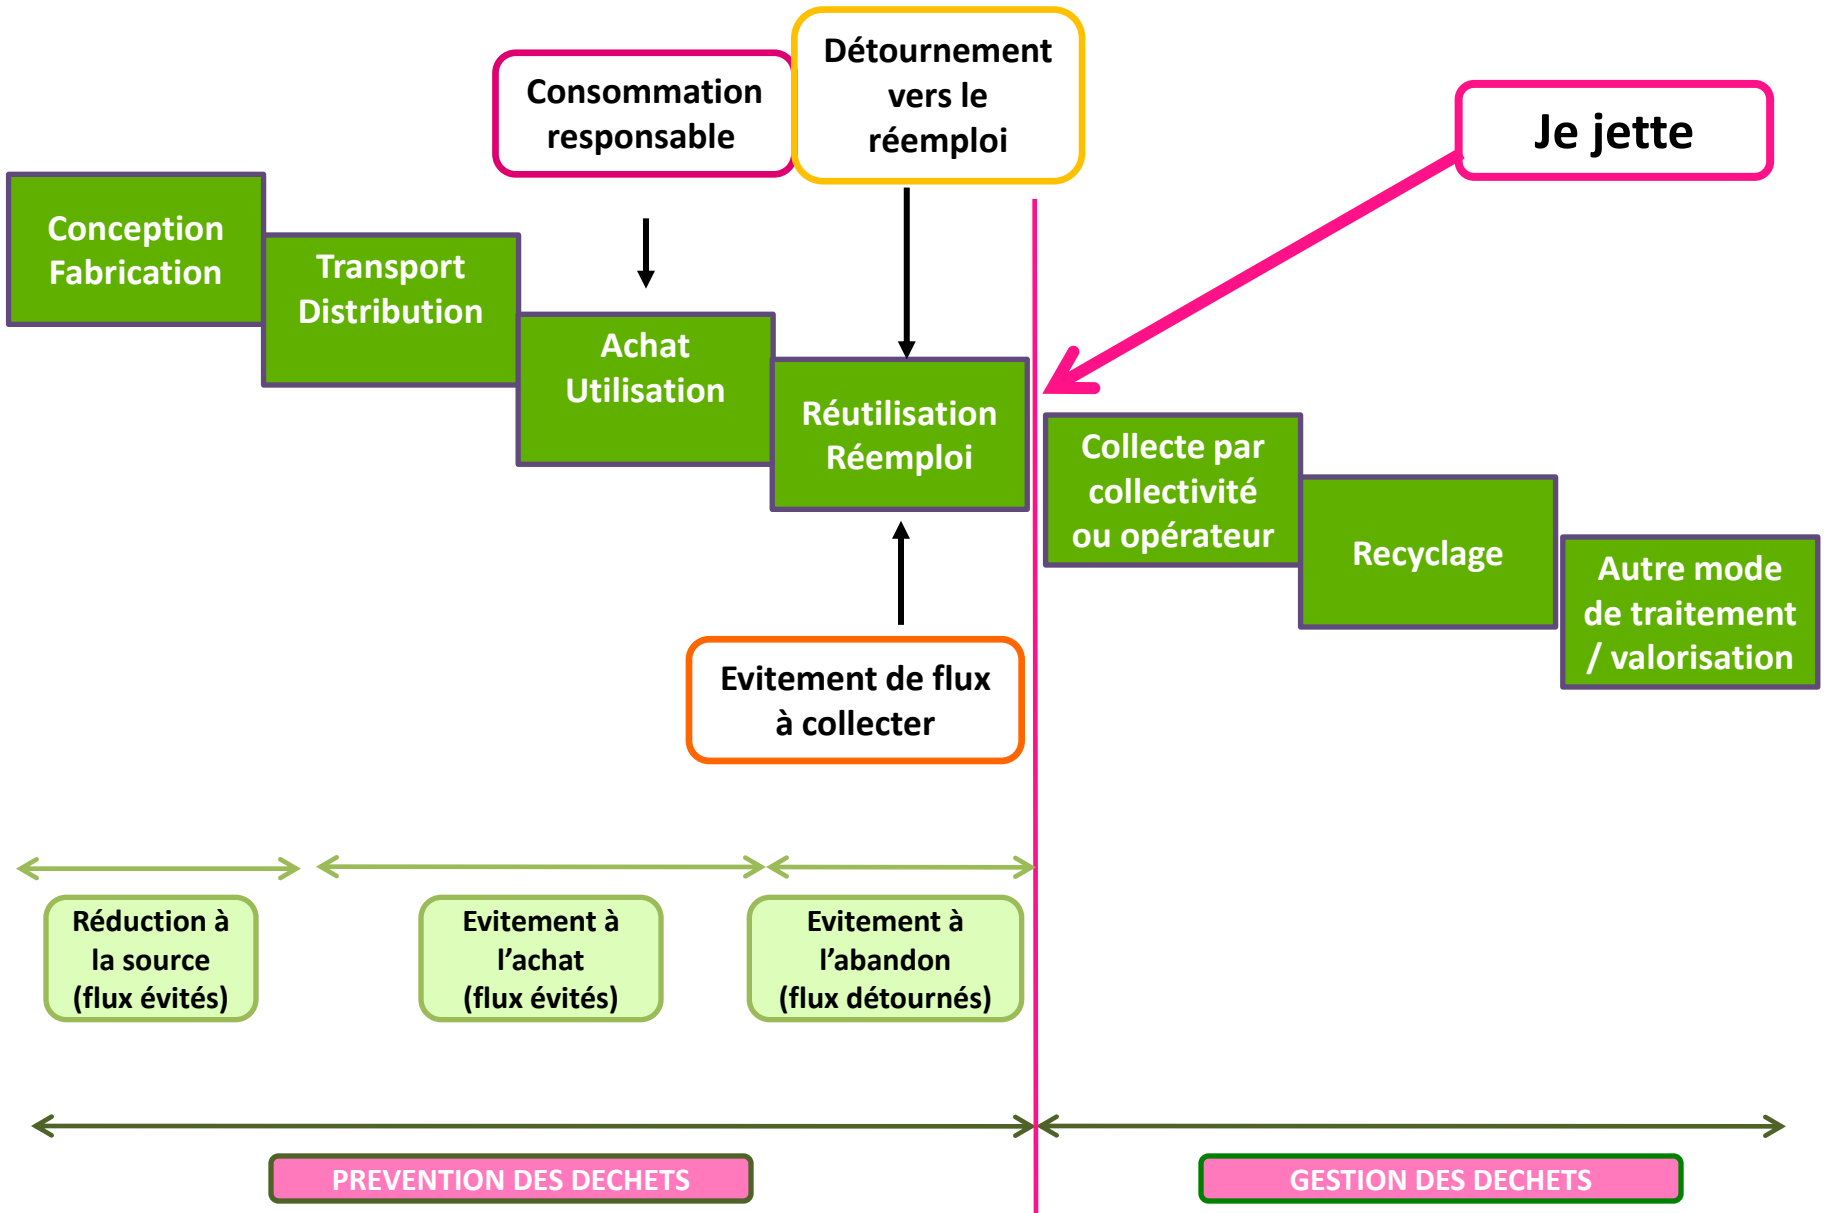 Consommation
responsable
Détournement
vers le
réemploi
Je jette
Conception
Fabrication
Transport
Distribution
Achat
Utilisation
Réutilisation
Réemploi
Collecte par
collectivité
ou opérateur
Recyclage
Autre mode
de traitement
/ valorisation
Evitement de flux
à collecter
Réduction à
la source
(flux évités)
Evitement à
l’achat
(flux évités)
Evitement à
l’abandon
(flux détournés)
PREVENTION DES DECHETS
GESTION DES DECHETS